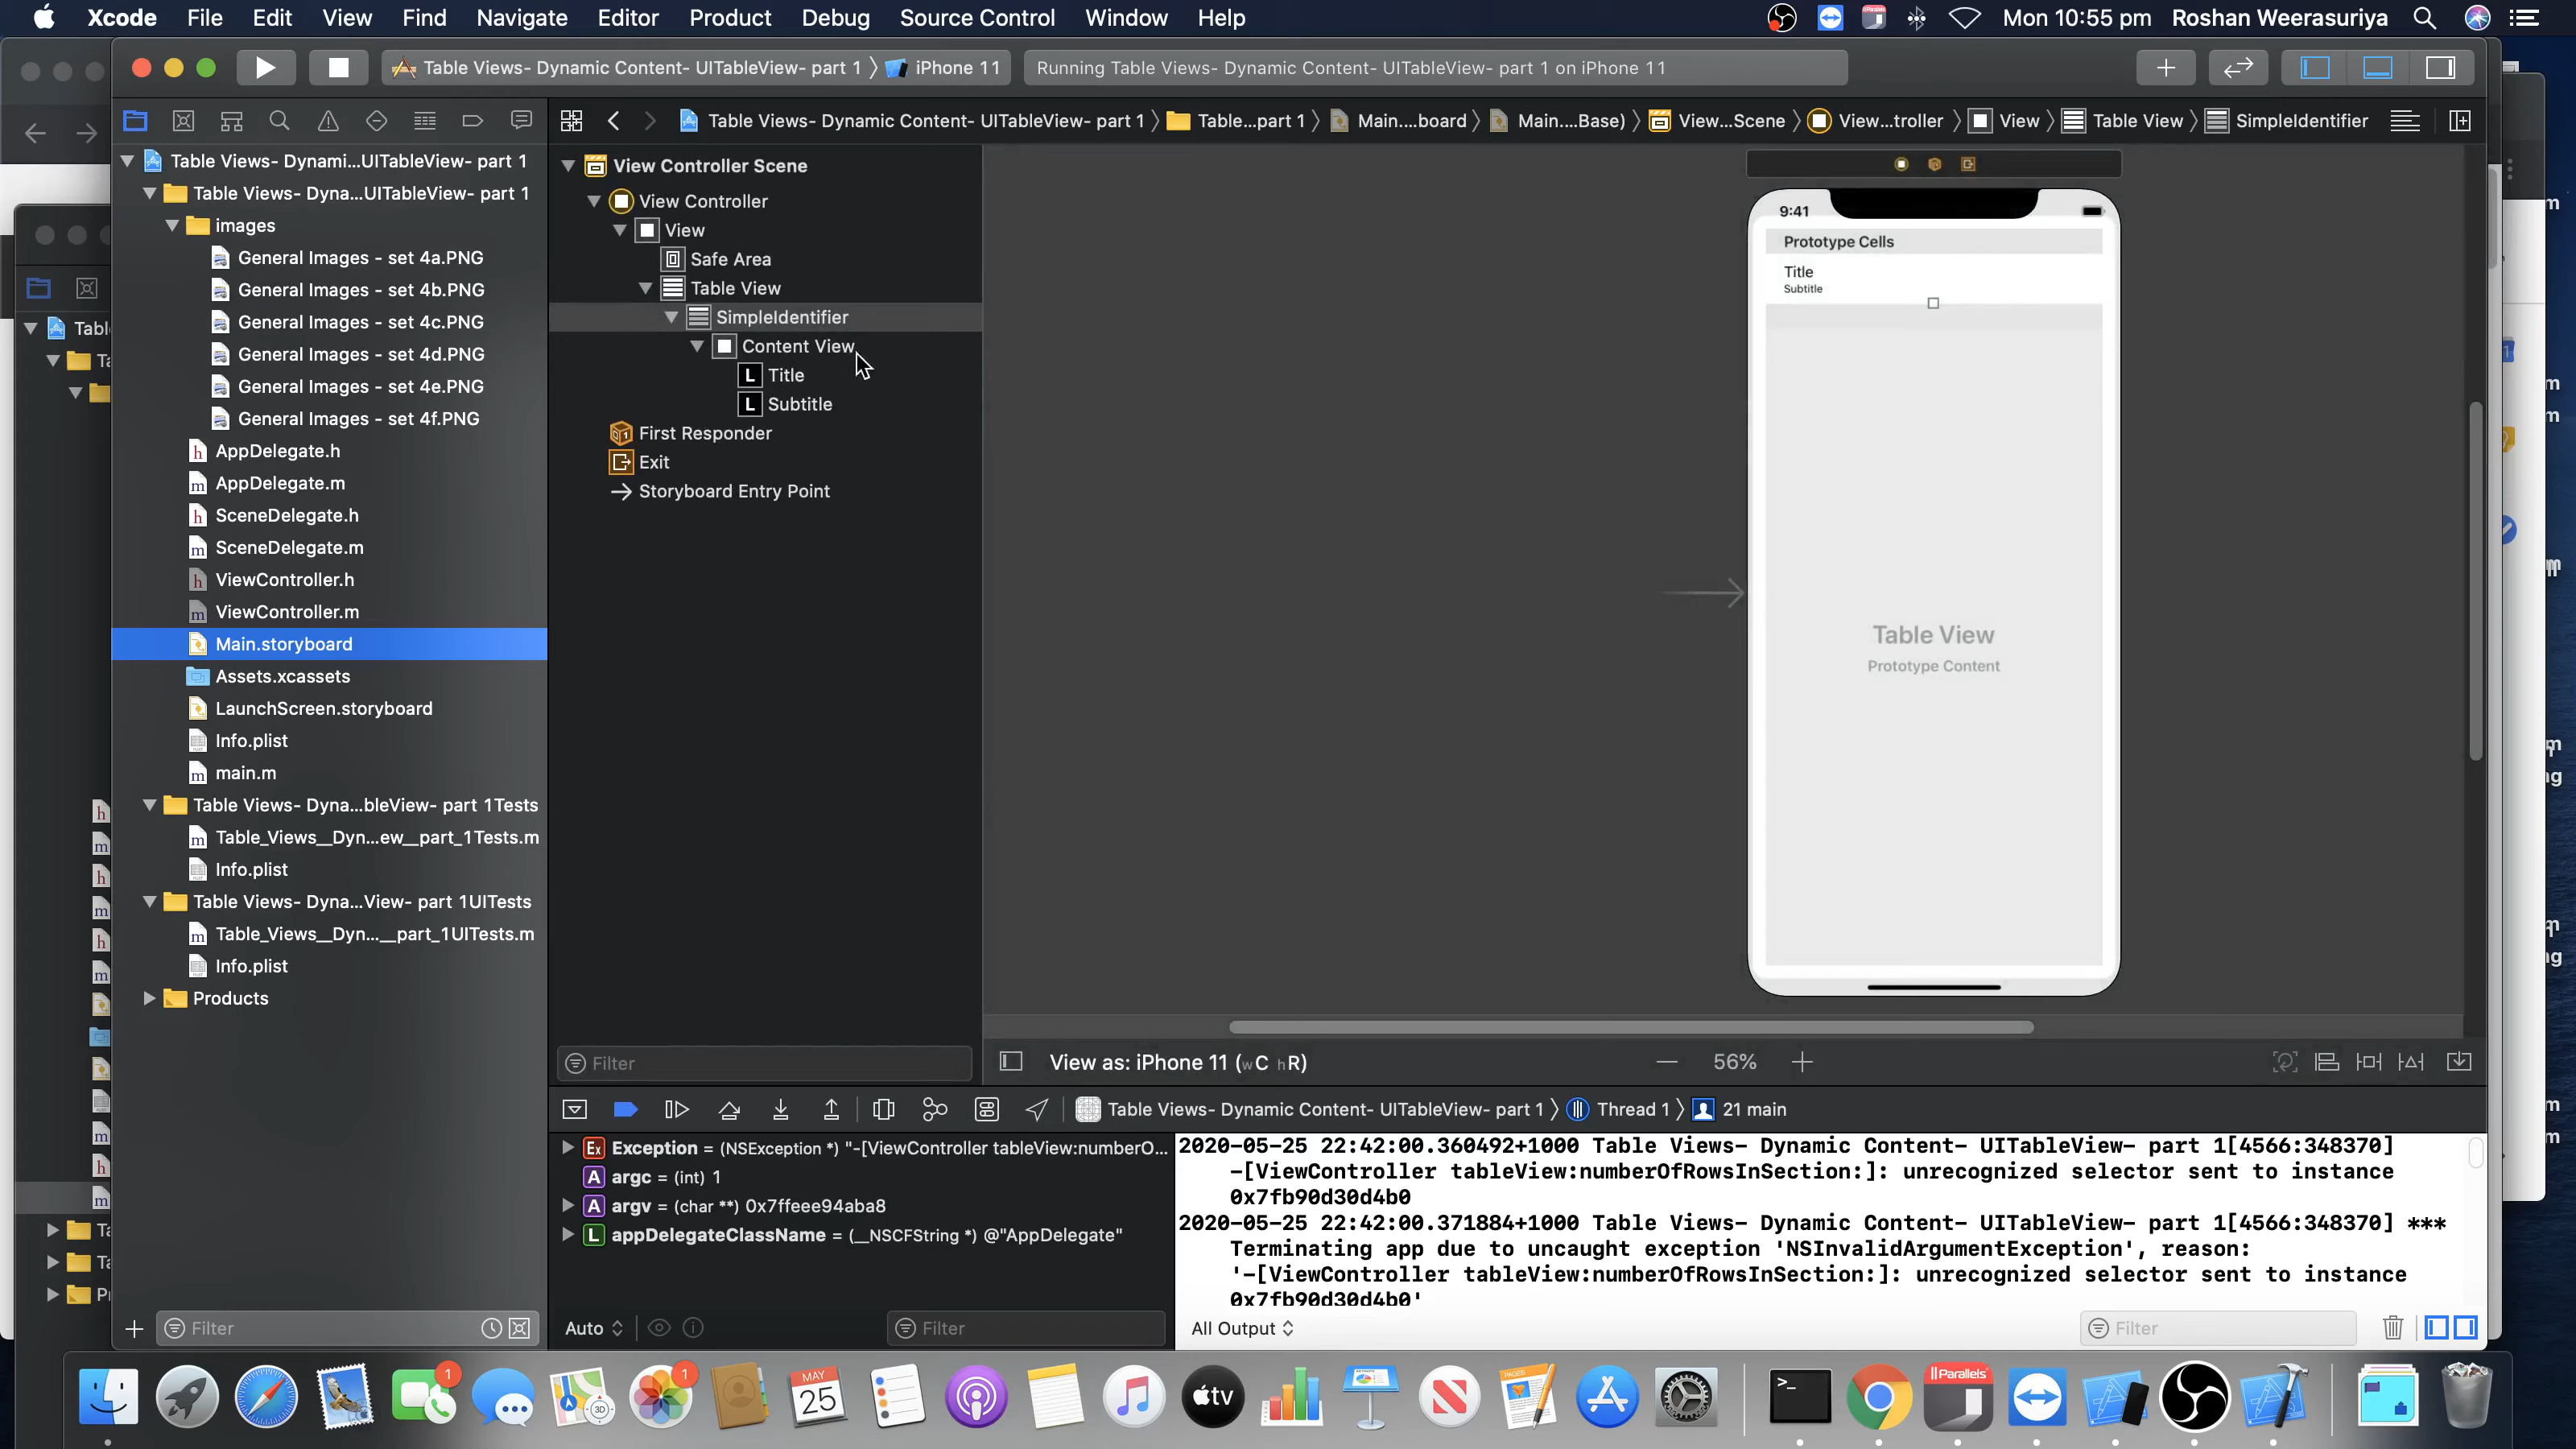 Xcode File Edit View Find Navigate Editor Product Debug Source Control Window Help Mon 10:55 pm Roshan Weerasuriya
Table Views- Dynamic Content- UITableView- part 1 iPhone 11 Running Table Views- Dynamic Content- UITableView- part 1 on iPhone 11
Table Views- Dynamic Content- UITableView- part 1 Table...part 1 Main....board Main....Base) View...Scene View...troller View Table View SimpleIdentifier
Table Views- Dynami...UITableView- part 1
Table Views- Dyna...UITableView- part 1
images
General Images - set 4a.PNG
General Images - set 4b.PNG
General Images - set 4c.PNG
General Images - set 4d.PNG
General Images - set 4e.PNG
General Images - set 4f.PNG
h AppDelegate.h
m AppDelegate.m
h SceneDelegate.h
m SceneDelegate.m
h ViewController.h
m ViewController.m
Main.storyboard
Assets.xcassets
LaunchScreen.storyboard
Info.plist
m main.m
Table Views- Dyna...bleView- part 1Tests
m Table_Views__Dyn...ew__part_1Tests.m
Info.plist
Table Views- Dyna...View- part 1UITests
m Table_Views__Dyn...__part_1UITests.m
Info.plist
Products
Filter
View Controller Scene
View Controller
View
Safe Area
Table View
SimpleIdentifier
Content View
L Title
L Subtitle
First Responder
Exit
Storyboard Entry Point
Filter
9:41
Prototype Cells
Title
Subtitle
Table View
Prototype Content
View as: iPhone 11 (wC hR)
56%
Table Views- Dynamic Content- UITableView- part 1 Thread 1 21 main
Ex Exception = (NSException *) "-[ViewController tableView:numberO...
A argc = (int) 1
A argv = (char **) 0x7ffeee94aba8
L appDelegateClassName = (__NSCFString *) @"AppDelegate"
Auto Filter
2020-05-25 22:42:00.360492+1000 Table Views- Dynamic Content- UITableView- part 1[4566:348370]
-[ViewController tableView:numberOfRowsInSection:]: unrecognized selector sent to instance
0x7fb90d30d4b0
2020-05-25 22:42:00.371884+1000 Table Views- Dynamic Content- UITableView- part 1[4566:348370] ***
Terminating app due to uncaught exception 'NSInvalidArgumentException', reason:
'-[ViewController tableView:numberOfRowsInSection:]: unrecognized selector sent to instance
0x7fb90d30d4b0'
All Output Filter
Tabl
MAY
25
1
1
3D
tv
PAGES
Parallels